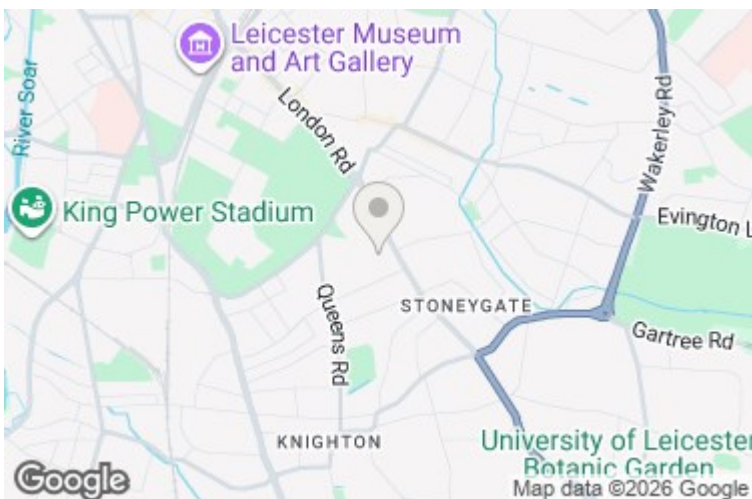 Leicester Museum
and Art Gallery
River Soar
London Rd
Wakerley Rd
King Power Stadium
Evington L
STONEYGATE
Queens Rd
Gartree Rd
KNIGHTON
University of Leicester
Botanic Garden
Google
Map data ©2026 Google